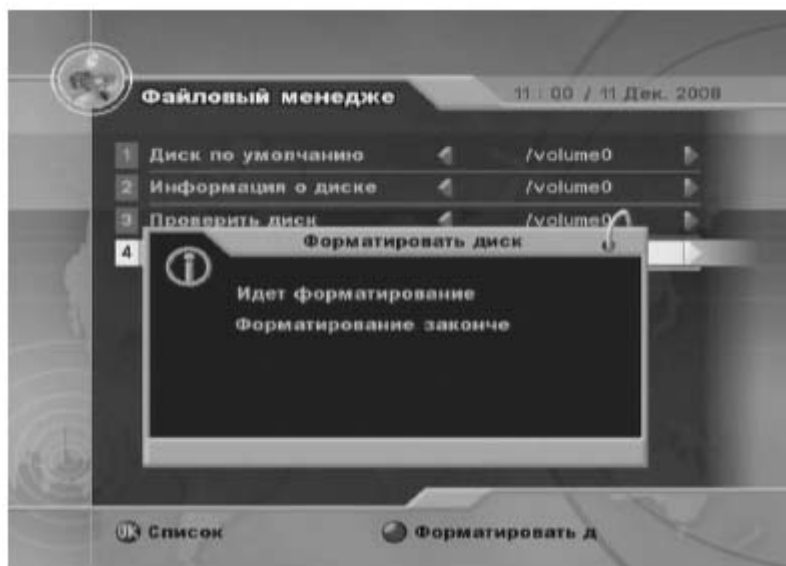 Файловый менедже
11 : 00 / 11 Дек. 2008
1 Диск по умолчанию /volume0
2 Информация о диске /volume0
3 Проверить диск /volume0
4
Форматировать диск
Идет форматирование
Форматирование законче
OK Список Форматировать д